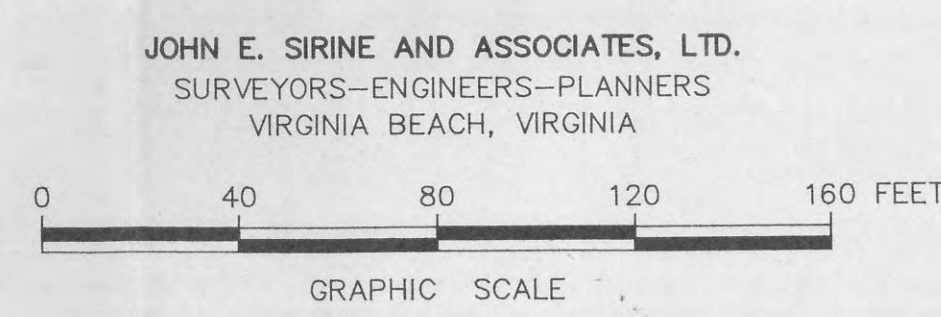 JOHN E. SIRINE AND ASSOCIATES, LTD.
SURVEYORS–ENGINEERS–PLANNERS
VIRGINIA BEACH, VIRGINIA
0 40 80 120 160 FEET
GRAPHIC SCALE